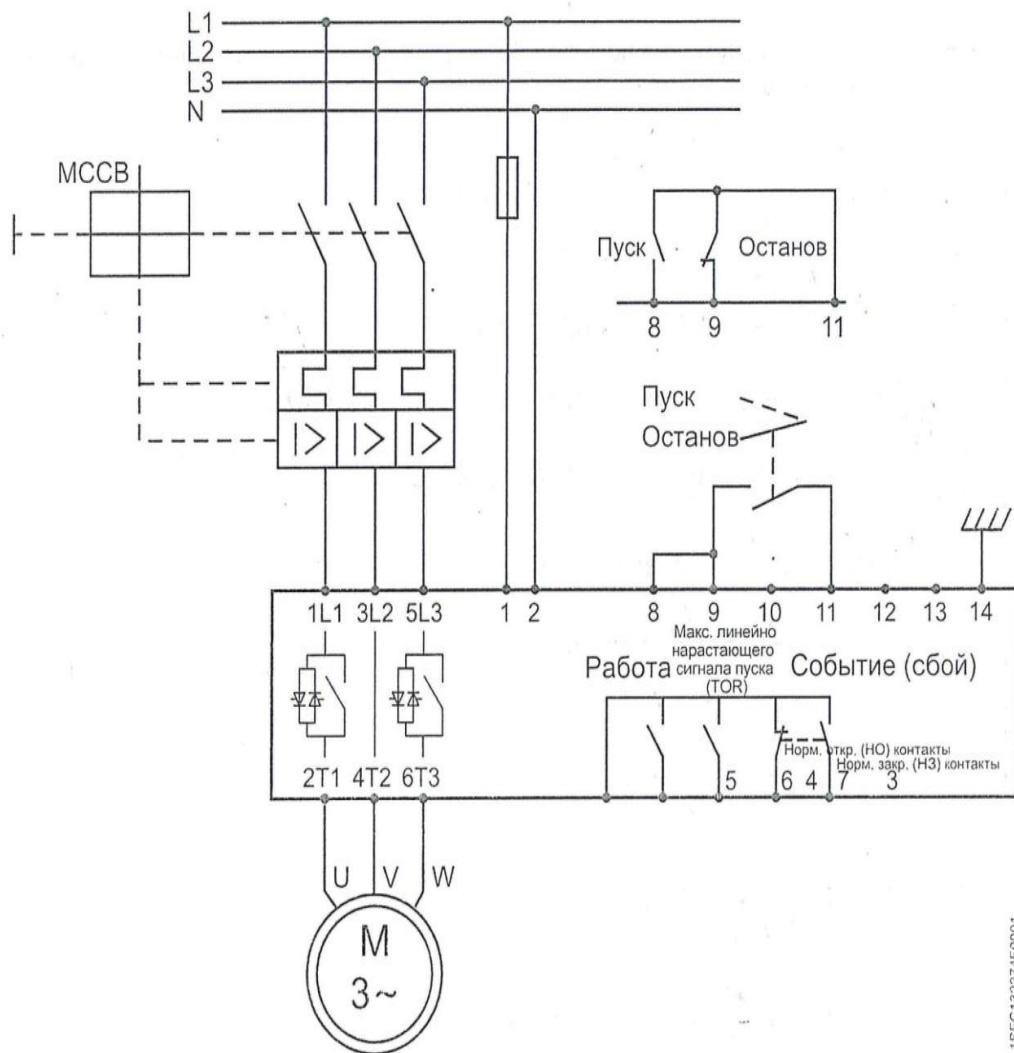 L1
L2
L3
N
MCCB
Пуск
Останов
8 9 11
I>
I>
I>
Пуск
Останов
1L1 3L2 5L3 1 2 8 9 10 11 12 13 14
Макс. линейно
нарастающего
сигнала пуска
(TOR)
Работа
Событие (сбой)
Норм. откр. (НО) контакты
Норм. закр. (НЗ) контакты
2T1 4T2 6T3 5 6 4 7 3
U V W
M
3~